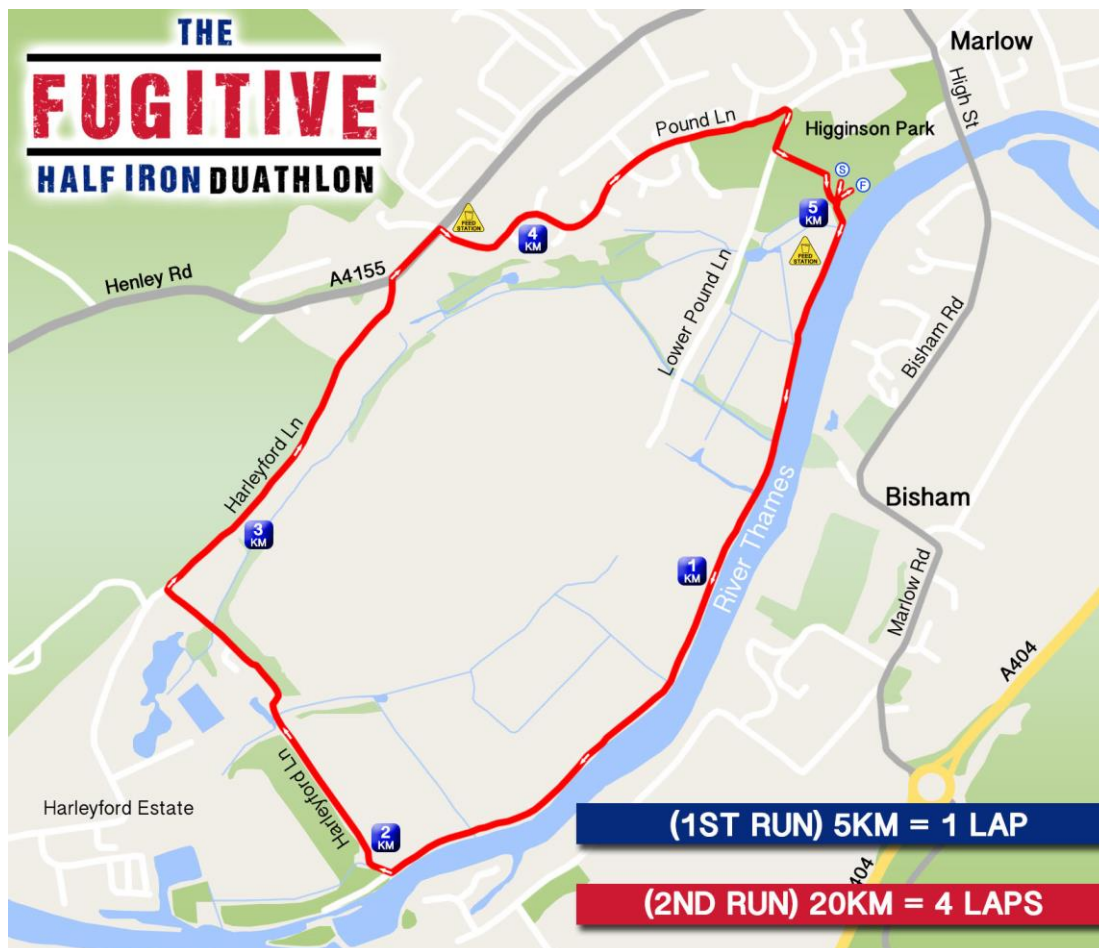 THE
FUGITIVE
HALF IRON DUATHLON
Marlow
High St
Pound Ln
Higginson Park
S
F
5
KM
FEED
STATION
4
KM
FEED
STATION
A4155
Henley Rd
Lower Pound Ln
Bisham Rd
Harleyford Ln
River Thames
Bisham
3
KM
1
KM
Marlow Rd
A404
Harleyford Ln
Harleyford Estate
2
KM
(1ST RUN) 5KM = 1 LAP
404
(2ND RUN) 20KM = 4 LAPS